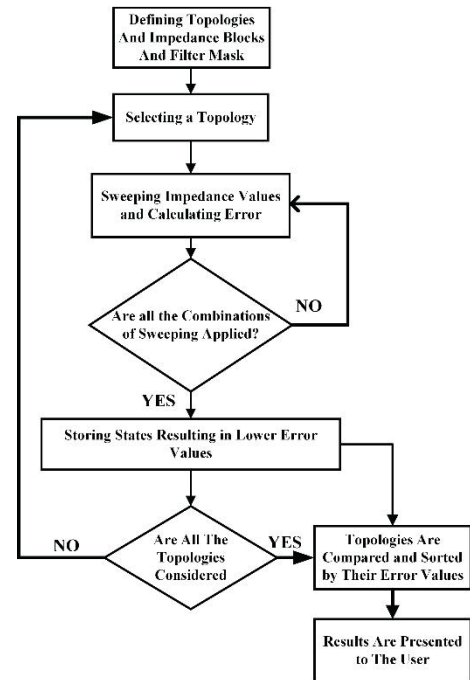 Defining Topologies
And Impedance Blocks
And Filter Mask
Selecting a Topology
Sweeping Impedance Values
and Calculating Error
Are all the Combinations
of Sweeping Applied?
NO
YES
Storing States Resulting in Lower Error
Values
Are All The
Topologies
Considered
NO
YES
Topologies Are
Compared and Sorted
by Their Error Values
Results Are Presented
to The User